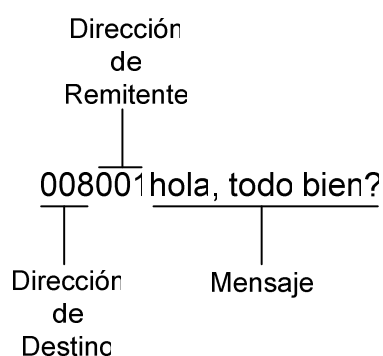 Dirección
de
Remitente
008001hola, todo bien?
Dirección
de
Destino
Mensaje